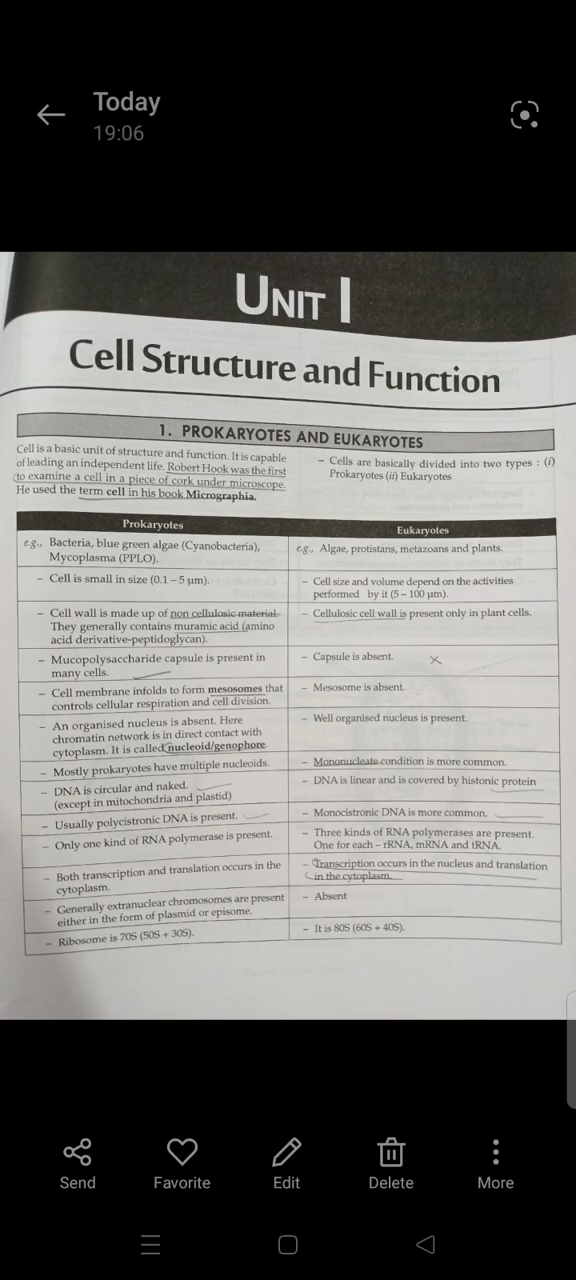 Today
19:06
UNIT I
Cell Structure and Function
1. PROKARYOTES AND EUKARYOTES
Cell is a basic unit of structure and function. It is capable
of leading an independent life. Robert Hook was the first
to examine a cell in a piece of cork under microscope.
He used the term cell in his book Micrographia.
– Cells are basically divided into two types : (i)
Prokaryotes (ii) Eukaryotes
Prokaryotes
Eukaryotes
e.g., Bacteria, blue green algae (Cyanobacteria),
Mycoplasma (PPLO).
e.g., Algae, protistans, metazoans and plants.
– Cell is small in size (0.1 – 5 µm).
– Cell size and volume depend on the activities
performed by it (5 – 100 µm).
– Cell wall is made up of non cellulosic material.
They generally contains muramic acid (amino
acid derivative-peptidoglycan).
– Cellulosic cell wall is present only in plant cells.
– Mucopolysaccharide capsule is present in
many cells.
– Capsule is absent.
– Cell membrane infolds to form mesosomes that
controls cellular respiration and cell division.
– Mesosome is absent.
– An organised nucleus is absent. Here
chromatin network is in direct contact with
cytoplasm. It is called nucleoid/genophore.
– Well organised nucleus is present.
– Mostly prokaryotes have multiple nucleoids.
– Mononucleate condition is more common.
– DNA is circular and naked.
(except in mitochondria and plastid)
– DNA is linear and is covered by histonic protein
– Usually polycistronic DNA is present.
– Monocistronic DNA is more common.
– Only one kind of RNA polymerase is present.
– Three kinds of RNA polymerases are present.
One for each – rRNA, mRNA and tRNA.
– Both transcription and translation occurs in the
cytoplasm.
– Transcription occurs in the nucleus and translation
in the cytoplasm.
– Generally extranuclear chromosomes are present
either in the form of plasmid or episome.
– Absent
– Ribosome is 70S (50S + 30S).
– It is 80S (60S + 40S).
Send
Favorite
Edit
Delete
More